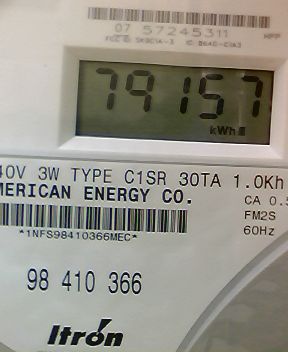 07 57245311
79157
kWh
40V 3W TYPE C1SR 30TA 1.0Kh
MERICAN ENERGY CO.
CA 0.5
FM2S
60Hz
*1NFS98410366MEC*
98 410 366
Itrón